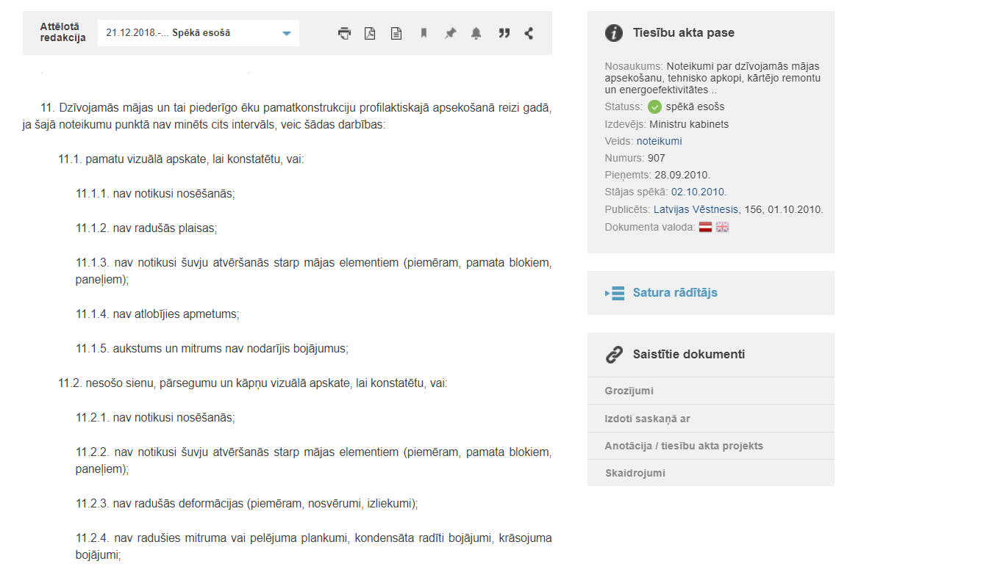 Attēlotā
redakcija
21.12.2018.-... Spēkā esošā
11. Dzīvojamās mājas un tai piederīgo ēku pamatkonstrukciju profilaktiskajā apsekošanā reizi gadā,
ja šajā noteikumu punktā nav minēts cits intervāls, veic šādas darbības:
11.1. pamatu vizuālā apskate, lai konstatētu, vai:
11.1.1. nav notikusi nosēšanās;
11.1.2. nav radušās plaisas;
11.1.3. nav notikusi šuvju atvēršanās starp mājas elementiem (piemēram, pamata blokiem,
paneļiem);
11.1.4. nav atlobījies apmetums;
11.1.5. aukstums un mitrums nav nodarījis bojājumus;
11.2. nesošo sienu, pārsegumu un kāpņu vizuālā apskate, lai konstatētu, vai:
11.2.1. nav notikusi nosēšanās;
11.2.2. nav notikusi šuvju atvēršanās starp mājas elementiem (piemēram, pamata blokiem,
paneļiem);
11.2.3. nav radušās deformācijas (piemēram, nosvērumi, izliekumi);
11.2.4. nav radušies mitruma vai pelējuma plankumi, kondensāta radīti bojājumi, krāsojuma
bojājumi;
Tiesību akta pase
Nosaukums: Noteikumi par dzīvojamās mājas
apsekošanu, tehnisko apkopi, kārtējo remontu
un energoefektivitātes ..
Statuss: spēkā esošs
Izdevējs: Ministru kabinets
Veids: noteikumi
Numurs: 907
Pieņemts: 28.09.2010.
Stājas spēkā: 02.10.2010.
Publicēts: Latvijas Vēstnesis, 156, 01.10.2010.
Dokumenta valoda:
Satura rādītājs
Saistītie dokumenti
Grozījumi
Izdoti saskaņā ar
Anotācija / tiesību akta projekts
Skaidrojumi